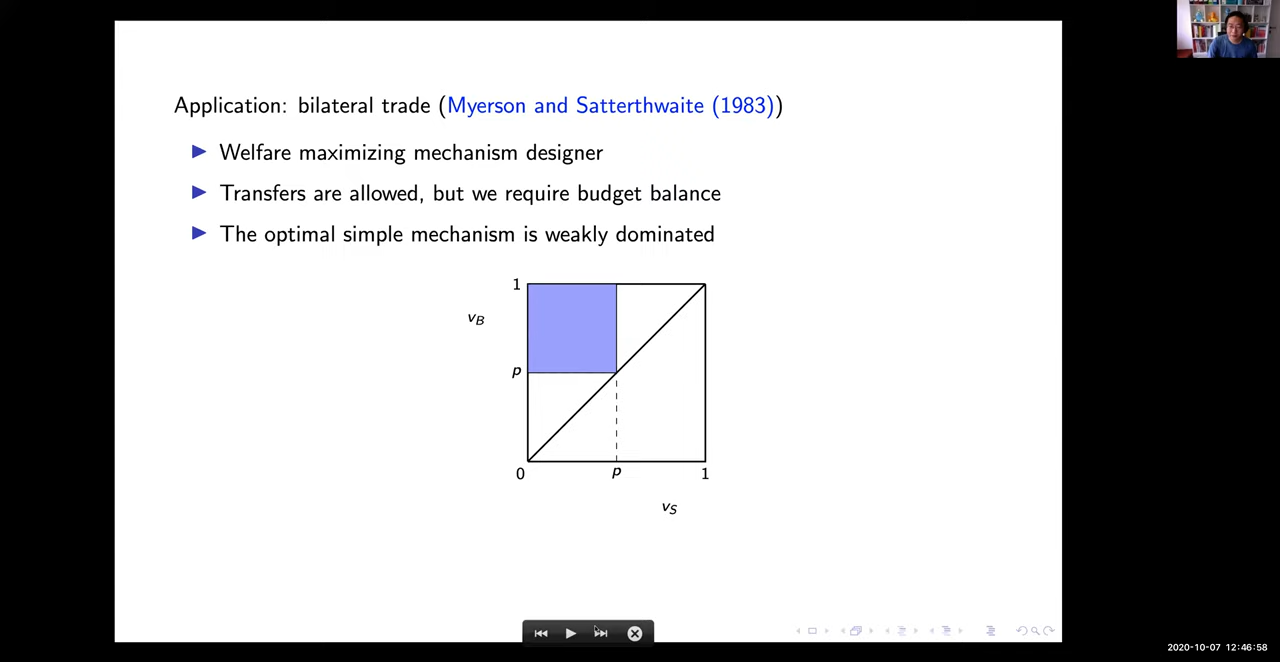 Application: bilateral trade (Myerson and Satterthwaite (1983))
▶ Welfare maximizing mechanism designer
▶ Transfers are allowed, but we require budget balance
▶ The optimal simple mechanism is weakly dominated
1
v_B
p
0
p
1
v_S
2020-10-07 12:46:58